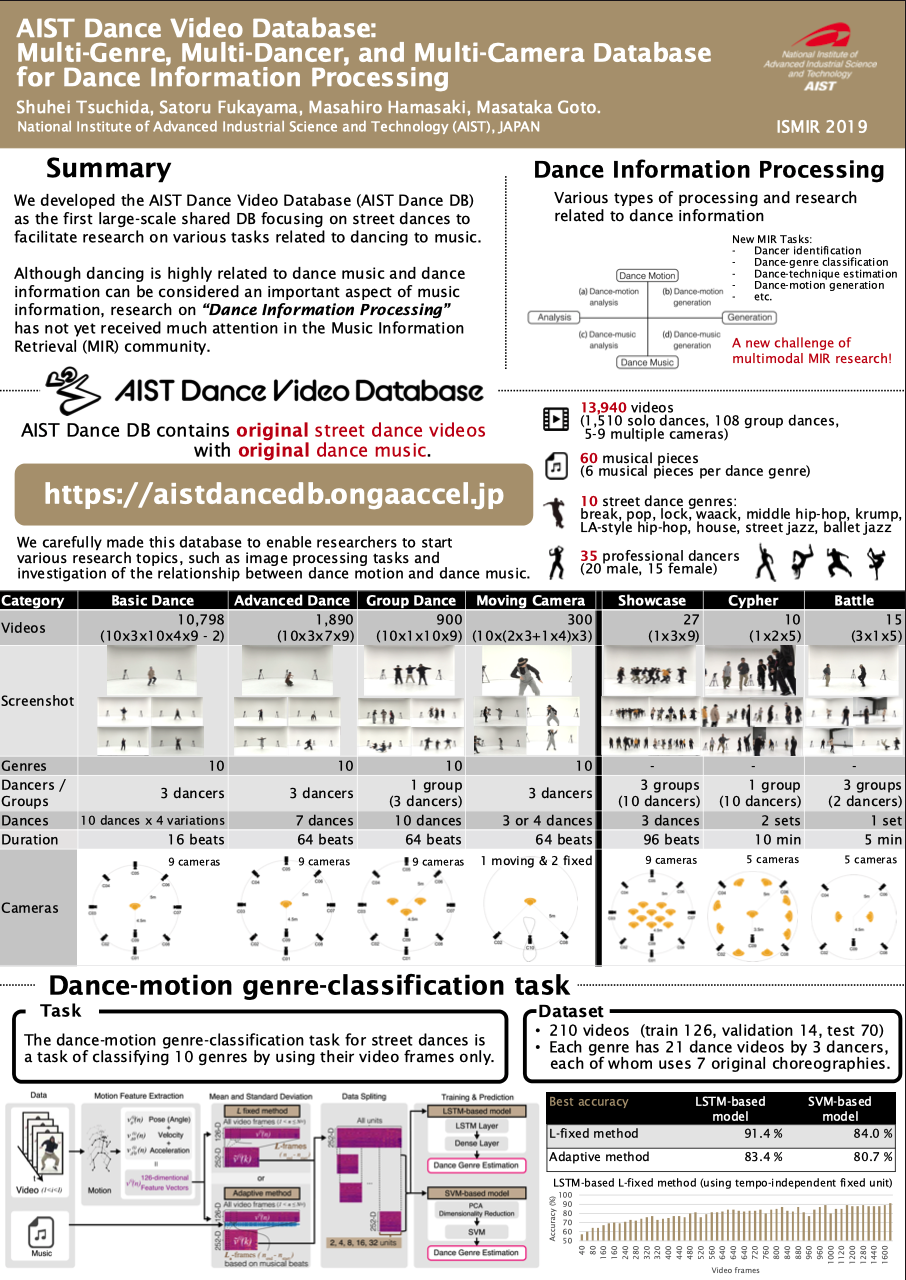 AIST Dance Video Database:
Multi-Genre, Multi-Dancer, and Multi-Camera Database
for Dance Information Processing
Shuhei Tsuchida, Satoru Fukayama, Masahiro Hamasaki, Masataka Goto.
National Institute of Advanced Industrial Science and Technology (AIST), JAPAN
National Institute of
Advanced Industrial Science
and Technology
AIST
ISMIR 2019
Summary
We developed the AIST Dance Video Database (AIST Dance DB)
as the first large-scale shared DB focusing on street dances to
facilitate research on various tasks related to dancing to music.
Although dancing is highly related to dance music and dance
information can be considered an important aspect of music
information, research on “Dance Information Processing”
has not yet received much attention in the Music Information
Retrieval (MIR) community.
Dance Information Processing
Various types of processing and research
related to dance information
New MIR Tasks:
- Dancer identification
- Dance-genre classification
- Dance-technique estimation
- Dance-motion generation
- etc.
Dance Motion
(a) Dance-motion
analysis
(b) Dance-motion
generation
Analysis
Generation
(c) Dance-music
analysis
(d) Dance-music
generation
Dance Music
A new challenge of
multimodal MIR research!
AIST Dance Video Database
AIST Dance DB contains original street dance videos
with original dance music.
https://aistdancedb.ongaaccel.jp
We carefully made this database to enable researchers to start
various research topics, such as image processing tasks and
investigation of the relationship between dance motion and dance music.
13,940 videos
(1,510 solo dances, 108 group dances,
5-9 multiple cameras)
60 musical pieces
(6 musical pieces per dance genre)
10 street dance genres:
break, pop, lock, waack, middle hip-hop, krump,
LA-style hip-hop, house, street jazz, ballet jazz
35 professional dancers
(20 male, 15 female)
Category Basic Dance Advanced Dance Group Dance Moving Camera Showcase Cypher Battle
Videos 10,798 1,890 900 300 27 10 15
(10x3x10x4x9 - 2) (10x3x7x9) (10x1x10x9) (10x(2x3+1x4)x3) (1x3x9) (1x2x5) (3x1x5)
Screenshot
Genres 10 10 10 10 - - -
Dancers / 3 dancers 3 dancers 1 group 3 dancers 3 groups 1 group 3 groups
Groups (3 dancers) (10 dancers) (10 dancers) (2 dancers)
Dances 10 dances x 4 variations 7 dances 10 dances 3 or 4 dances 3 dances 2 sets 1 set
Duration 16 beats 64 beats 64 beats 64 beats 96 beats 10 min 5 min
Cameras 9 cameras 9 cameras 9 cameras 1 moving & 2 fixed 9 cameras 5 cameras 5 cameras
Dance-motion genre-classification task
Task
The dance-motion genre-classification task for street dances is
a task of classifying 10 genres by using their video frames only.
Dataset
• 210 videos (train 126, validation 14, test 70)
• Each genre has 21 dance videos by 3 dancers,
each of whom uses 7 original choreographies.
Data
Motion Feature Extraction
Mean and Standard Deviation
Data Spliting
Training & Prediction
Pose (Angle)
+
Velocity
+
Acceleration
126-dimentional
Feature Vectors
Video
Motion
Music
L fixed method
All video frames
126-D
252-D
L-frames
or
Adaptive method
All video frames
126-D
252-D
based on musical beats
All units
252-D
2, 4, 8, 16, 32 units
LSTM-based model
LSTM Layer
Dense Layer
Dance Genre Estimation
SVM-based model
PCA
Dimensionality Reduction
SVM
Dance Genre Estimation
Best accuracy LSTM-based model SVM-based model
L-fixed method 91.4 % 84.0 %
Adaptive method 83.4 % 80.7 %
LSTM-based L-fixed method (using tempo-independent fixed unit)
Accuracy (%)
100
90
80
70
60
50
Video frames